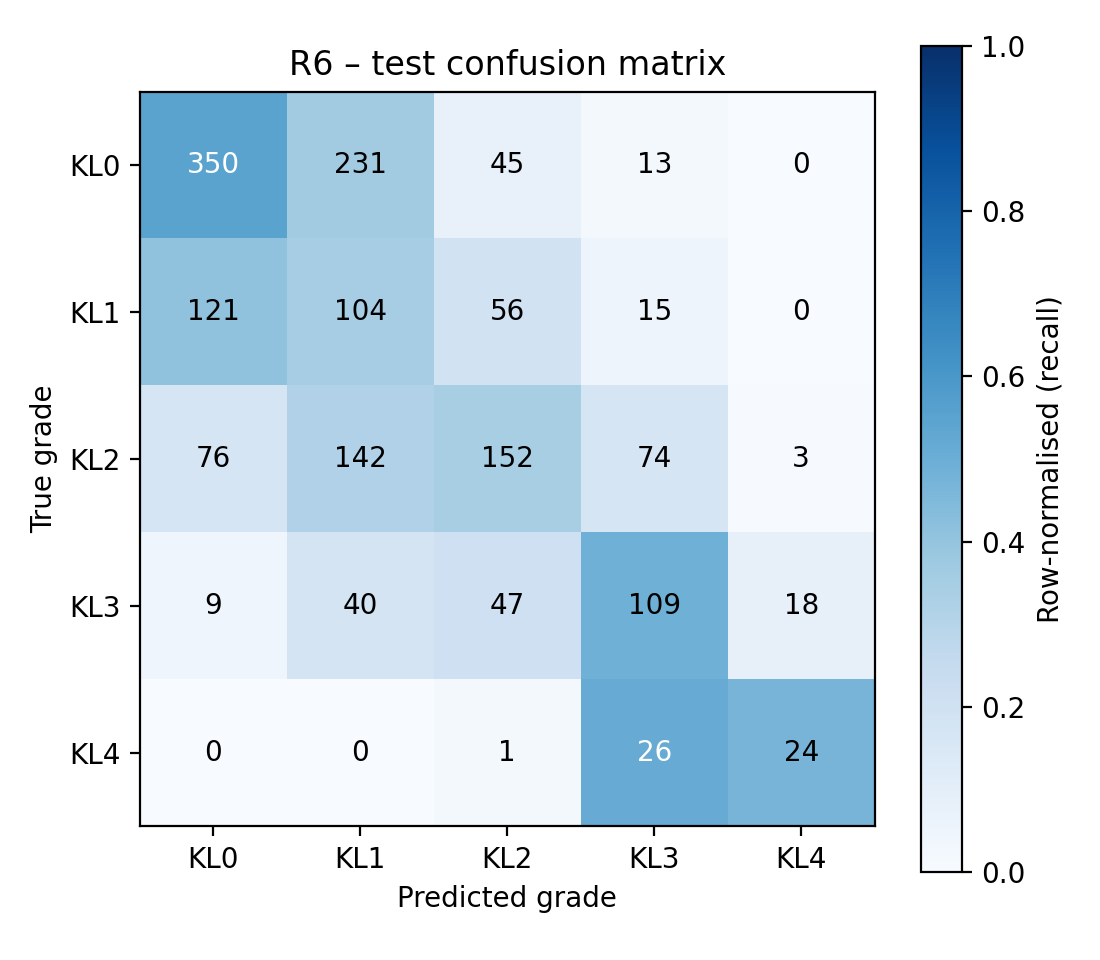 R6 – test confusion matrix
KL0 350 231 45 13 0
KL1 121 104 56 15 0
KL2 76 142 152 74 3
KL3 9 40 47 109 18
KL4 0 0 1 26 24
KL0 KL1 KL2 KL3 KL4
Predicted grade
True grade
1.0
0.8
0.6
0.4
0.2
0.0
Row-normalised (recall)